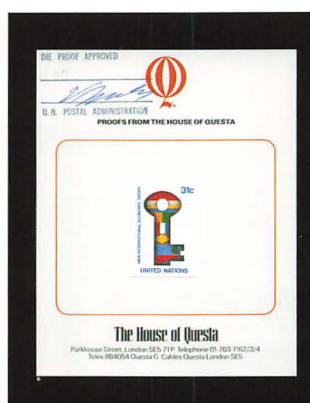 DIE PROOF APPROVED
U.N. POSTAL ADMINISTRATION
PROOFS FROM THE HOUSE OF QUESTA
31c
NEW INTERNATIONAL ECONOMIC ORDER
UNITED NATIONS
The House of Questa
Parkhouse Street, London SE5 7TP Telephone 01-703 7162/3/4
Telex 884054 Questa G Cables Questa London SE5